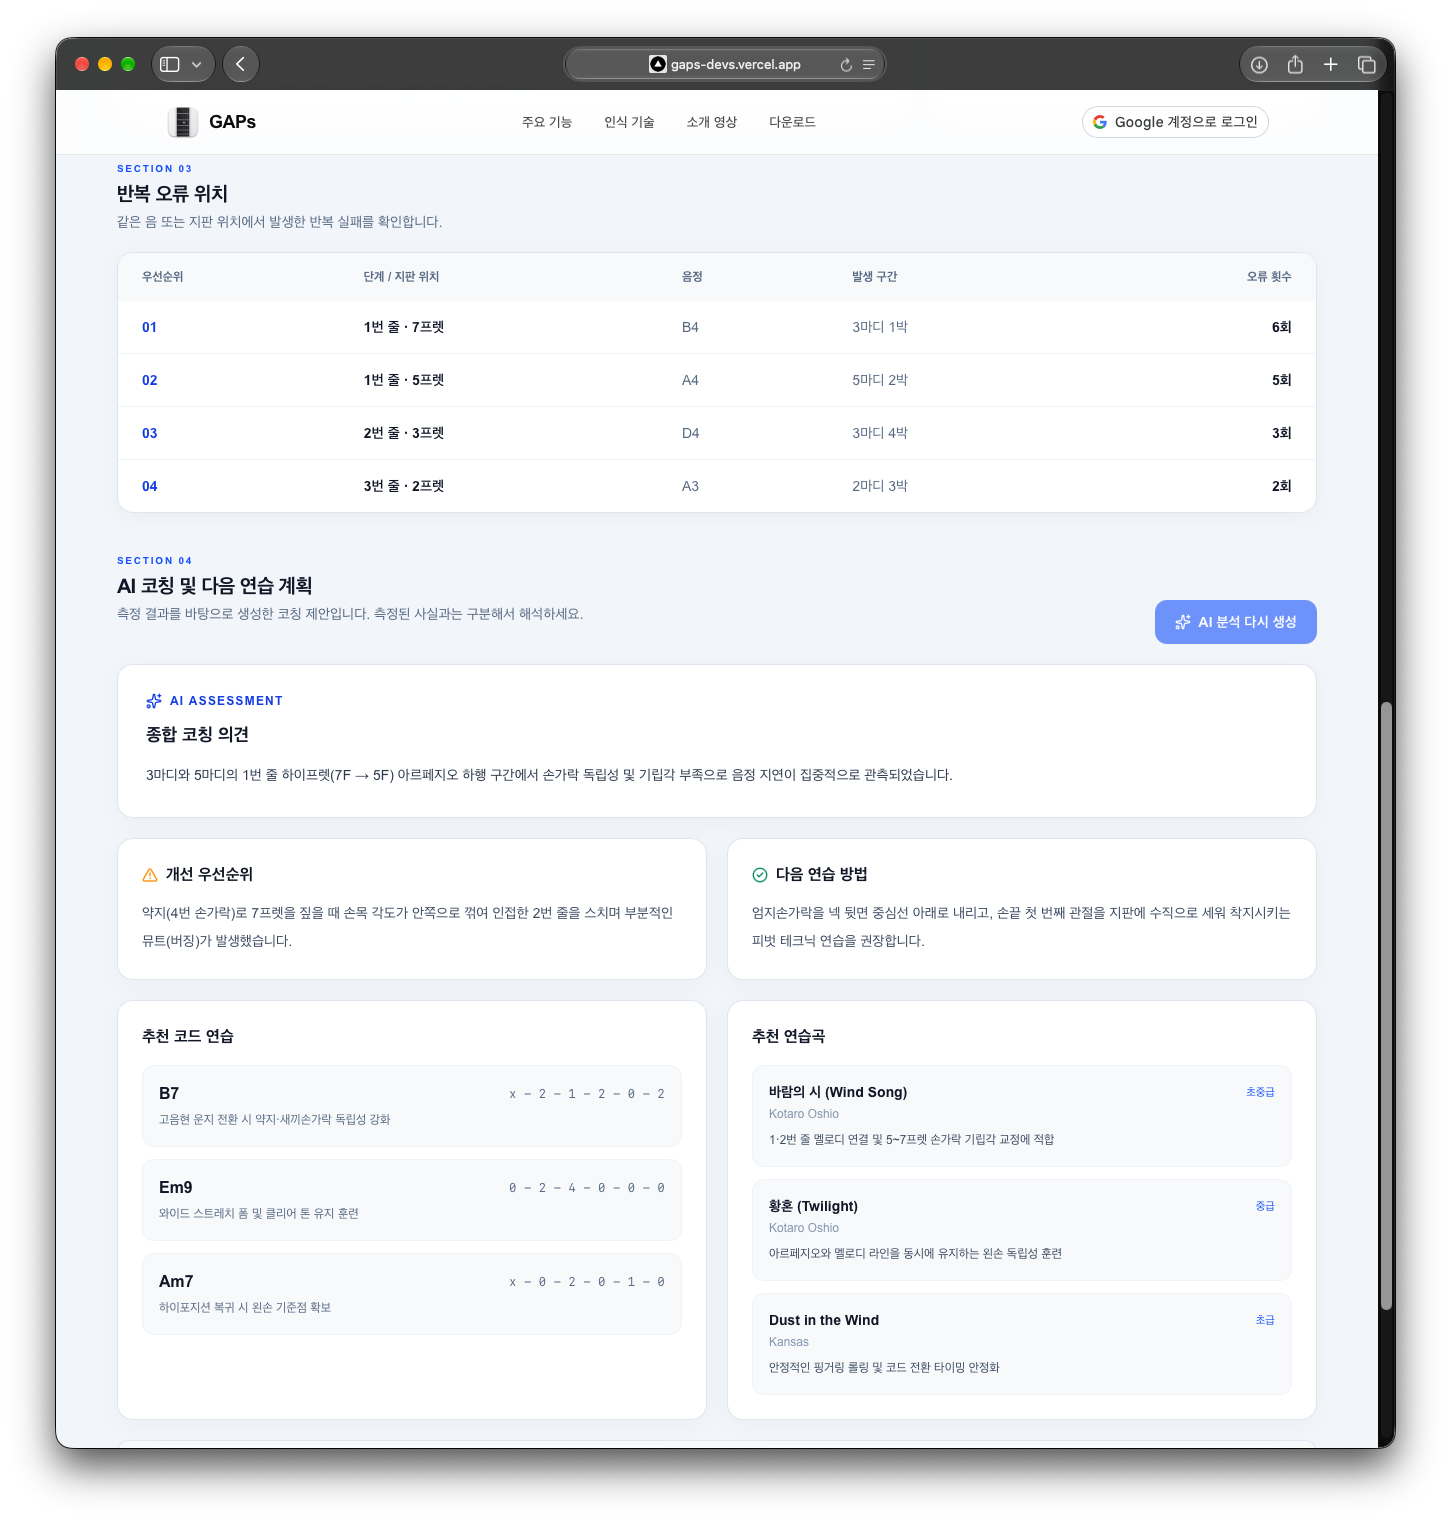 gaps-devs.vercel.app
GAPs
주요 기능
인식 기술
소개 영상
다운로드
Google 계정으로 로그인
SECTION 03
반복 오류 위치
같은 음 또는 지판 위치에서 발생한 반복 실패를 확인합니다.
우선순위 단계 / 지판 위치 음정 발생 구간 오류 횟수
01 1번 줄 · 7프렛 B4 3마디 1박 6회
02 1번 줄 · 5프렛 A4 5마디 2박 5회
03 2번 줄 · 3프렛 D4 3마디 4박 3회
04 3번 줄 · 2프렛 A3 2마디 3박 2회
SECTION 04
AI 코칭 및 다음 연습 계획
측정 결과를 바탕으로 생성한 코칭 제안입니다. 측정된 사실과는 구분해서 해석하세요.
AI 분석 다시 생성
AI ASSESSMENT
종합 코칭 의견
3마디와 5마디의 1번 줄 하이프렛(7F → 5F) 아르페지오 하행 구간에서 손가락 독립성 및 기립각 부족으로 음정 지연이 집중적으로 관측되었습니다.
개선 우선순위
약지(4번 손가락)로 7프렛을 짚을 때 손목 각도가 안쪽으로 꺾여 인접한 2번 줄을 스치며 부분적인
뮤트(버징)가 발생했습니다.
다음 연습 방법
엄지손가락을 넥 뒷면 중심선 아래로 내리고, 손끝 첫 번째 관절을 지판에 수직으로 세워 착지시키는
피벗 테크닉 연습을 권장합니다.
추천 코드 연습
B7 x – 2 – 1 – 2 – 0 – 2
고음현 운지 전환 시 약지·새끼손가락 독립성 강화
Em9 0 – 2 – 4 – 0 – 0 – 0
와이드 스트레치 폼 및 클리어 톤 유지 훈련
Am7 x – 0 – 2 – 0 – 1 – 0
하이포지션 복귀 시 왼손 기준점 확보
추천 연습곡
바람의 시 (Wind Song) 초중급
Kotaro Oshio
1·2번 줄 멜로디 연결 및 5~7프렛 손가락 기립각 교정에 적합
황혼 (Twilight) 중급
Kotaro Oshio
아르페지오와 멜로디 라인을 동시에 유지하는 왼손 독립성 훈련
Dust in the Wind 초급
Kansas
안정적인 핑거링 롤링 및 코드 전환 타이밍 안정화